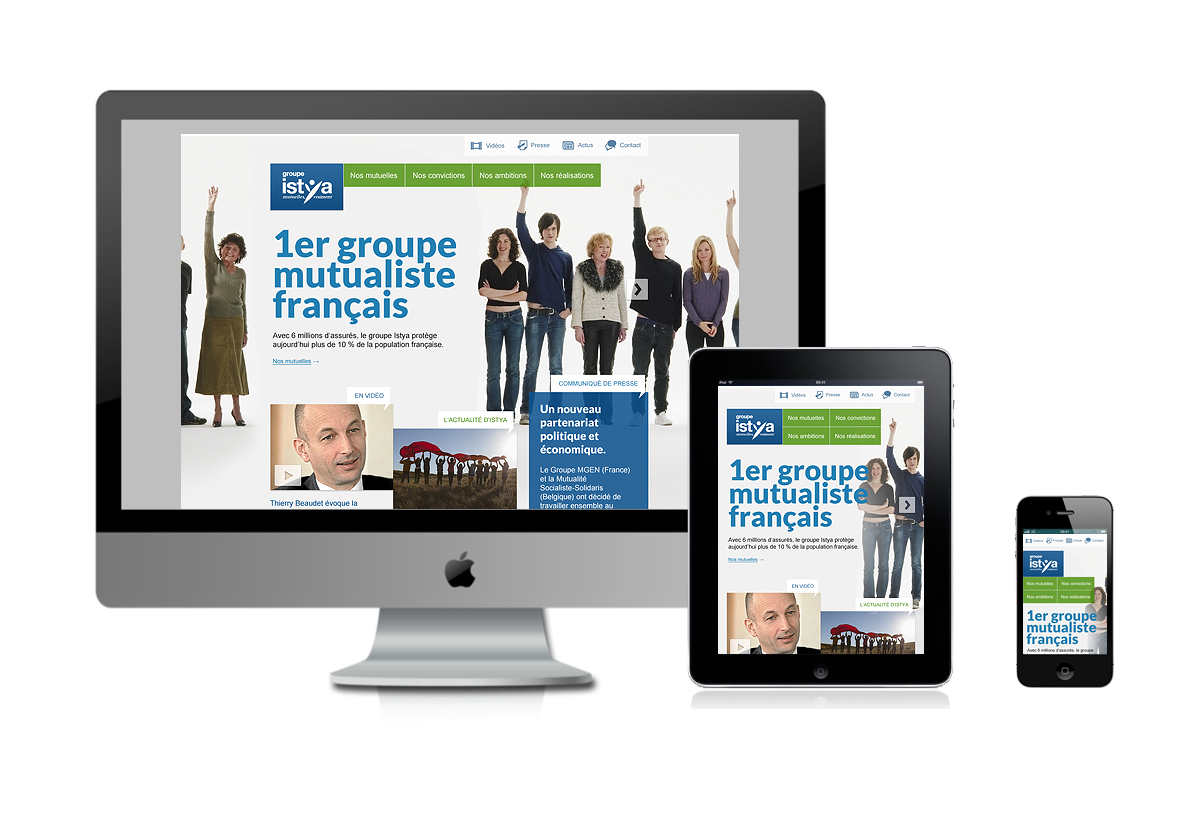 Vidéos Presse Actus Contact
groupe
istya
mutuelles, vraiment
Nos mutuelles Nos convictions Nos ambitions Nos réalisations
1er groupe
mutualiste
français
Avec 6 millions d'assurés, le groupe Istya protège
aujourd'hui plus de 10 % de la population française.
Nos mutuelles →
EN VIDÉO
Thierry Beaudet évoque la
L'ACTUALITÉ D'ISTYA
COMMUNIQUÉ DE PRESSE
Un nouveau
partenariat
politique et
économique.
Le Groupe MGEN (France)
et la Mutualité
Socialiste-Solidaris
(Belgique) ont décidé de
travailler ensemble au
iPad 09:41
Vidéos Presse Actus Contact
groupe
istya
mutuelles, vraiment
Nos mutuelles Nos convictions
Nos ambitions Nos réalisations
1er groupe
mutualiste
français
Avec 6 millions d'assurés, le groupe Istya protège
aujourd'hui plus de 10 % de la population française.
Nos mutuelles →
EN VIDÉO
L'ACTUALITÉ D'ISTYA
09:41
Vidéos Presse Actus Contact
groupe
istya
Nos mutuelles Nos convictions
Nos ambitions Nos réalisations
1er groupe
mutualiste
français
Avec 6 millions d'assurés, le groupe